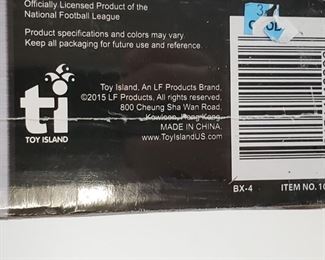 Officially Licensed Product of the
National Football League
Product specifications and colors may vary.
Keep all packaging for future use and reference.
ti
TOY ISLAND
Toy Island, An LF Products Brand,
©2015 LF Products, All rights reserved,
800 Cheung Sha Wan Road,
Kowloon, Hong Kong.
MADE IN CHINA.
www.ToyIslandUS.com
BX-4 ITEM NO. 10